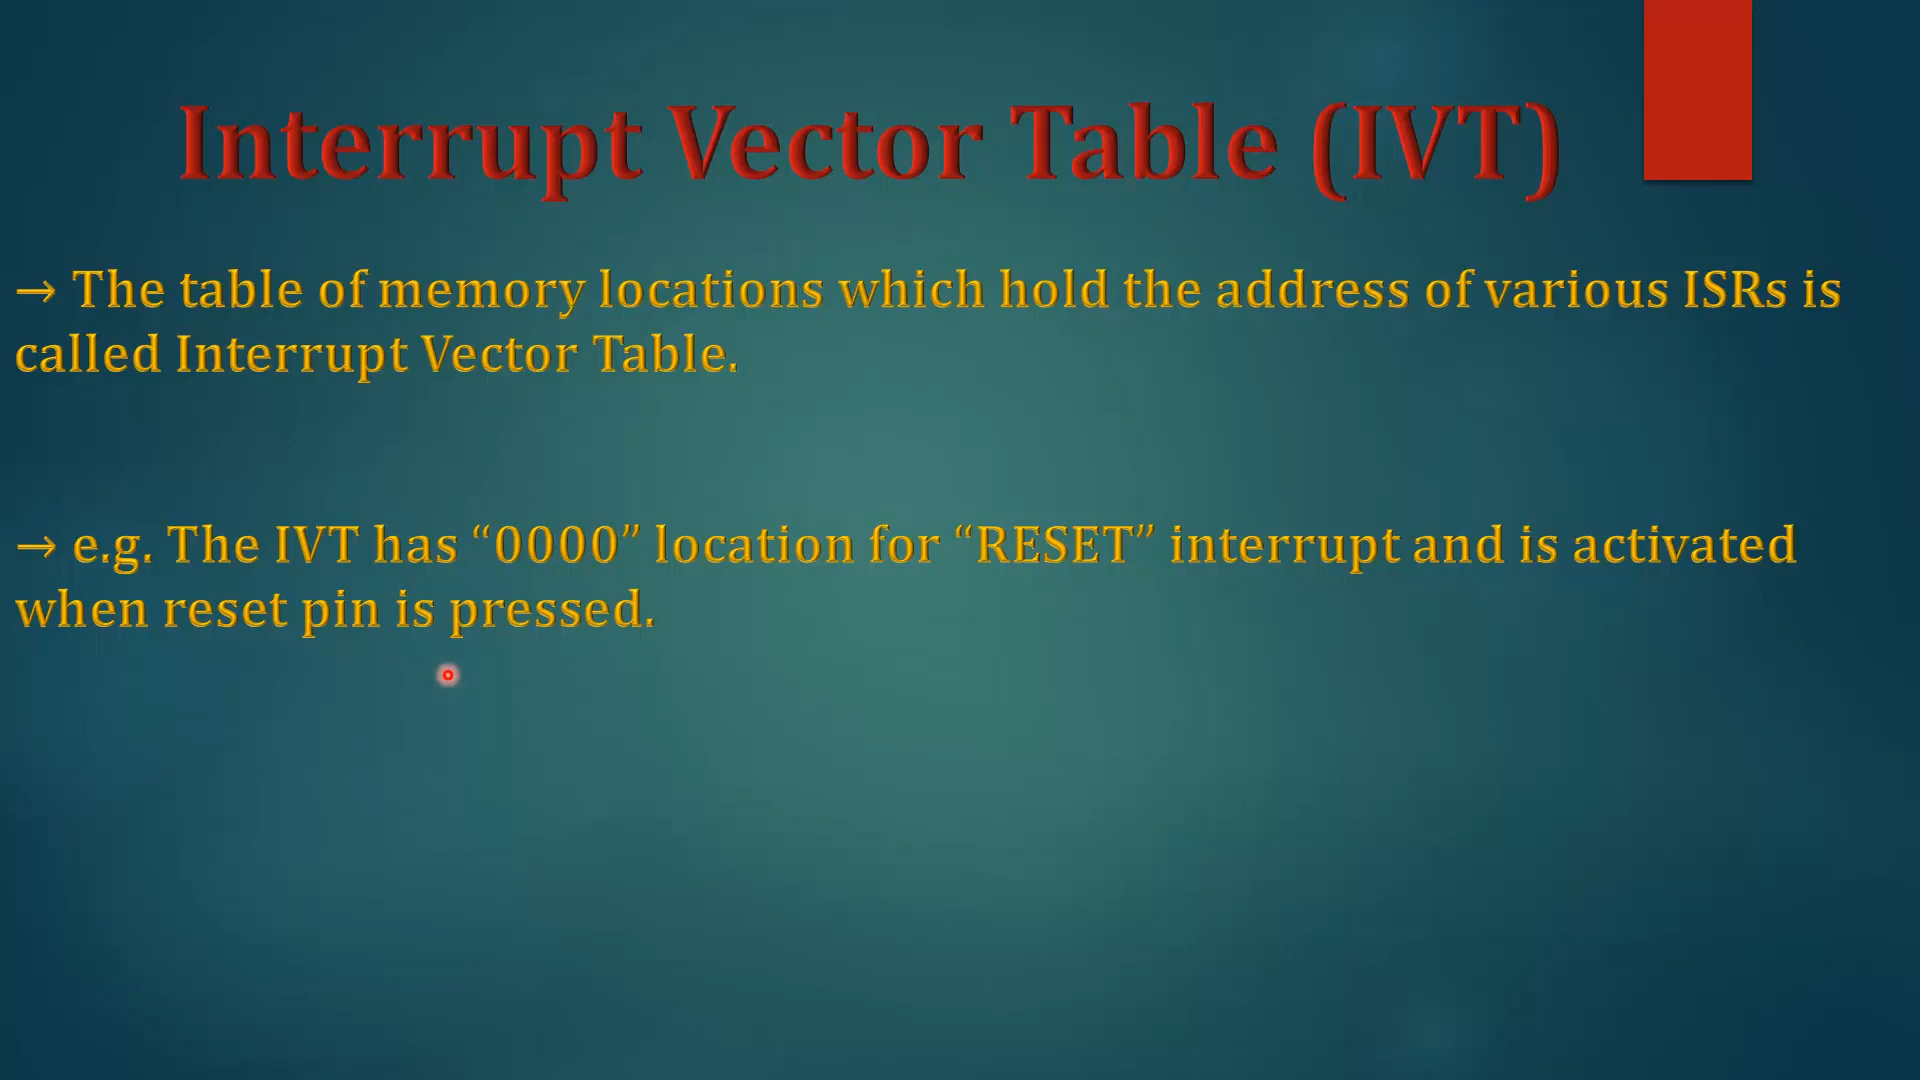 Interrupt Vector Table (IVT)
→ The table of memory locations which hold the address of various ISRs is
called Interrupt Vector Table.
→ e.g. The IVT has “0000” location for “RESET” interrupt and is activated
when reset pin is pressed.